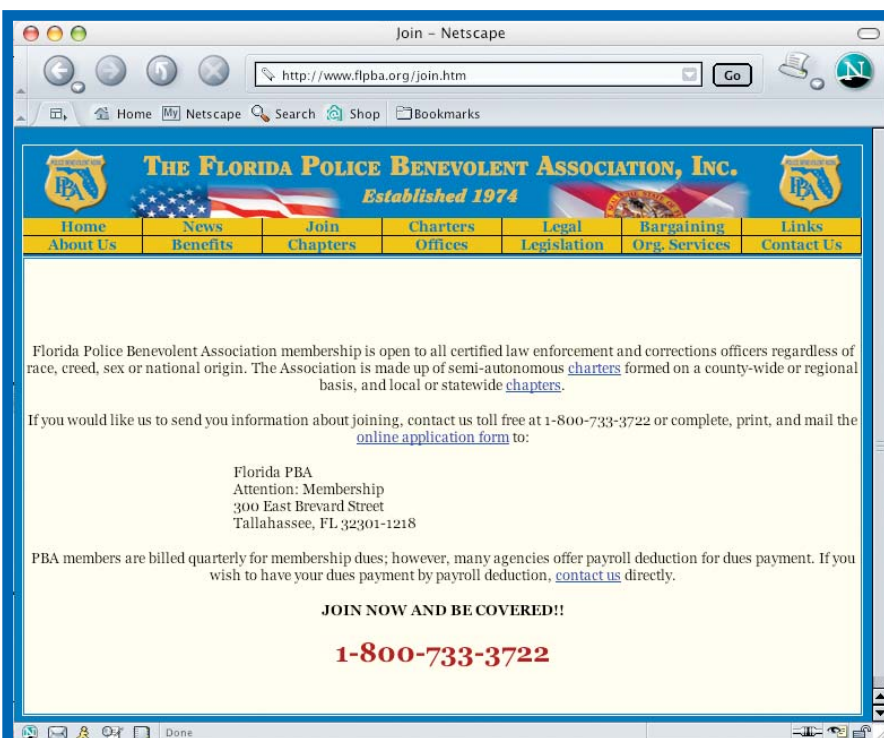 Join – Netscape
http://www.flpba.org/join.htm
Go
N
Home My Netscape Search Shop Bookmarks
THE FLORIDA POLICE BENEVOLENT ASSOCIATION, INC.
Established 1974
PBA
PBA
Home News Join Charters Legal Bargaining Links
About Us Benefits Chapters Offices Legislation Org. Services Contact Us
Florida Police Benevolent Association membership is open to all certified law enforcement and corrections officers regardless of
race, creed, sex or national origin. The Association is made up of semi-autonomous charters formed on a county-wide or regional
basis, and local or statewide chapters.
If you would like us to send you information about joining, contact us toll free at 1-800-733-3722 or complete, print, and mail the
online application form to:
Florida PBA
Attention: Membership
300 East Brevard Street
Tallahassee, FL 32301-1218
PBA members are billed quarterly for membership dues; however, many agencies offer payroll deduction for dues payment. If you
wish to have your dues payment by payroll deduction, contact us directly.
JOIN NOW AND BE COVERED!!
1-800-733-3722
Done